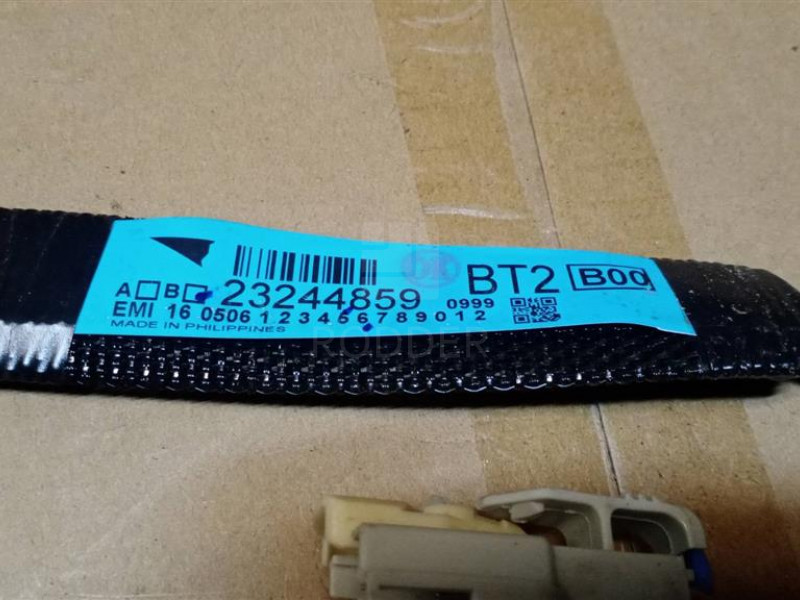 BT2 B00
A B 23244859 0999
EMI 16 0506 1 2 3 4 5 6 7 8 9 0 1 2
MADE IN PHILIPPINES
RODDER